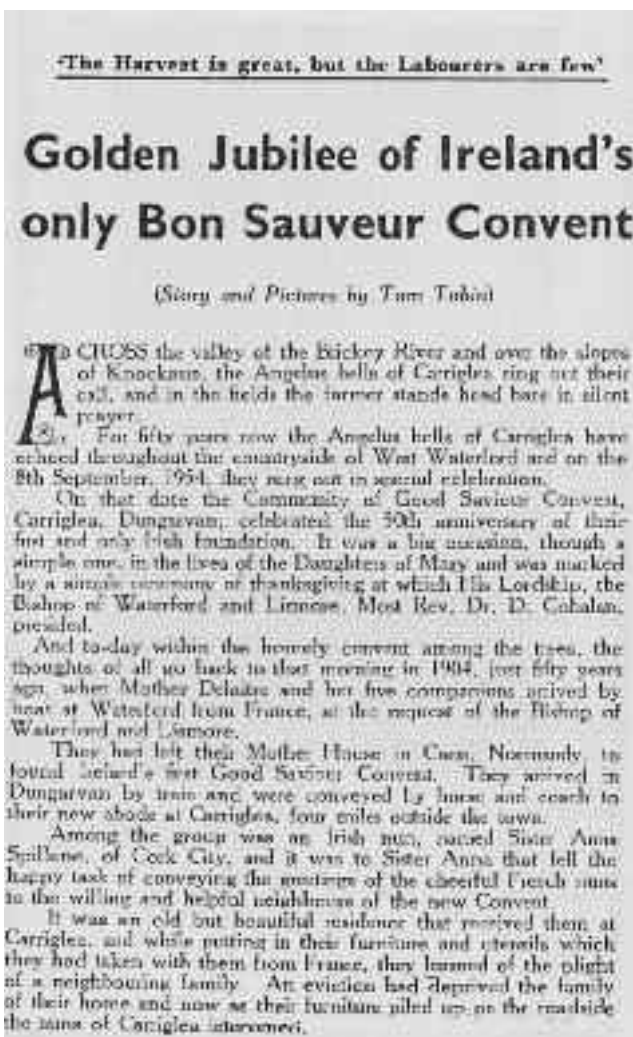 'The Harvest is great, but the Labourers are few'
Golden Jubilee of Ireland's
only Bon Sauveur Convent
(Story and Pictures by Tom Tobin)
ACROSS the valley of the Brickey River and over the slopes
of the Angelus bells of Carriglea ring out their
call, and in the fields the farmer stands head bare in silent
prayer.
For fifty years now the Angelus bells of Carriglea have
echoed throughout the countryside of West Waterford and on the
8th September, 1954, they rang out in special celebration.
On that date the Community of Good Saviour Convent,
Carriglea, Dungarvan, celebrated the 50th anniversary of their
first and only Irish foundation. It was a big occasion, though a
simple one, in the lives of the Daughters of Mary and was marked
by a simple ceremony of thanksgiving at which His Lordship, the
Bishop of Waterford and Lismore, Most Rev. Dr. D. Cohalan,
presided.
And to-day within the homely convent among the trees, the
thoughts of all go back to that morning in 1904, just fifty years
ago, when Mother and her five companions arrived by
boat at Waterford from France, at the request of the Bishop of
Waterford and Lismore.
They had left their Mother House in Caen, Normandy, to
found Ireland's first Good Saviour Convent. They arrived in
Dungarvan by train and were conveyed by horse and coach to
their new abode at Carriglea, four miles outside the town.
Among the group was an Irish nun, named Sister Anna
Spillane, of Cork City, and it was to Sister Anna that fell the
happy task of conveying the greetings of the cheerful French nuns
to the willing and helpful neighbours of the new Convent.
It was an old but beautiful residence that received them at
Carriglea, and while putting in their furniture and utensils which
they had taken with them from France, they learned of the plight
of a neighbouring family. An eviction had deprived the family
of their home and now as their furniture piled up on the roadside
the nuns of Carriglea intervened.